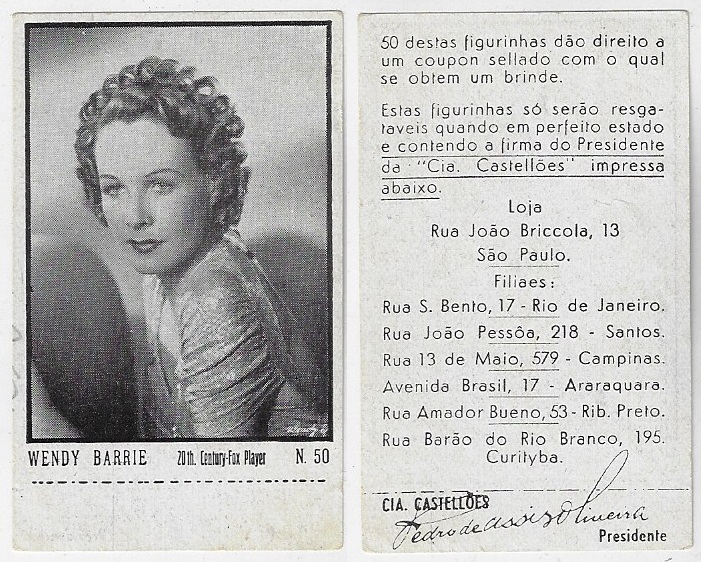 WENDY BARRIE 20th. Century-Fox Player N. 50
50 destas figurinhas dão direito a
um coupon sellado com o qual
se obtem um brinde.
Estas figurinhas só serão resga-
taveis quando em perfeito estado
e contendo a firma do Presidente
da "Cia. Castellões" impressa
abaixo.
Loja
Rua João Briccola, 13
São Paulo.
Filiaes:
Rua S. Bento, 17 - Rio de Janeiro.
Rua João Pessôa, 218 - Santos.
Rua 13 de Maio, 579 - Campinas.
Avenida Brasil, 17 - Araraquara.
Rua Amador Bueno, 53 - Rib. Preto.
Rua Barão do Rio Branco, 195.
Curityba.
CIA. CASTELLÕES
Pedro de Assis Oliveira
Presidente